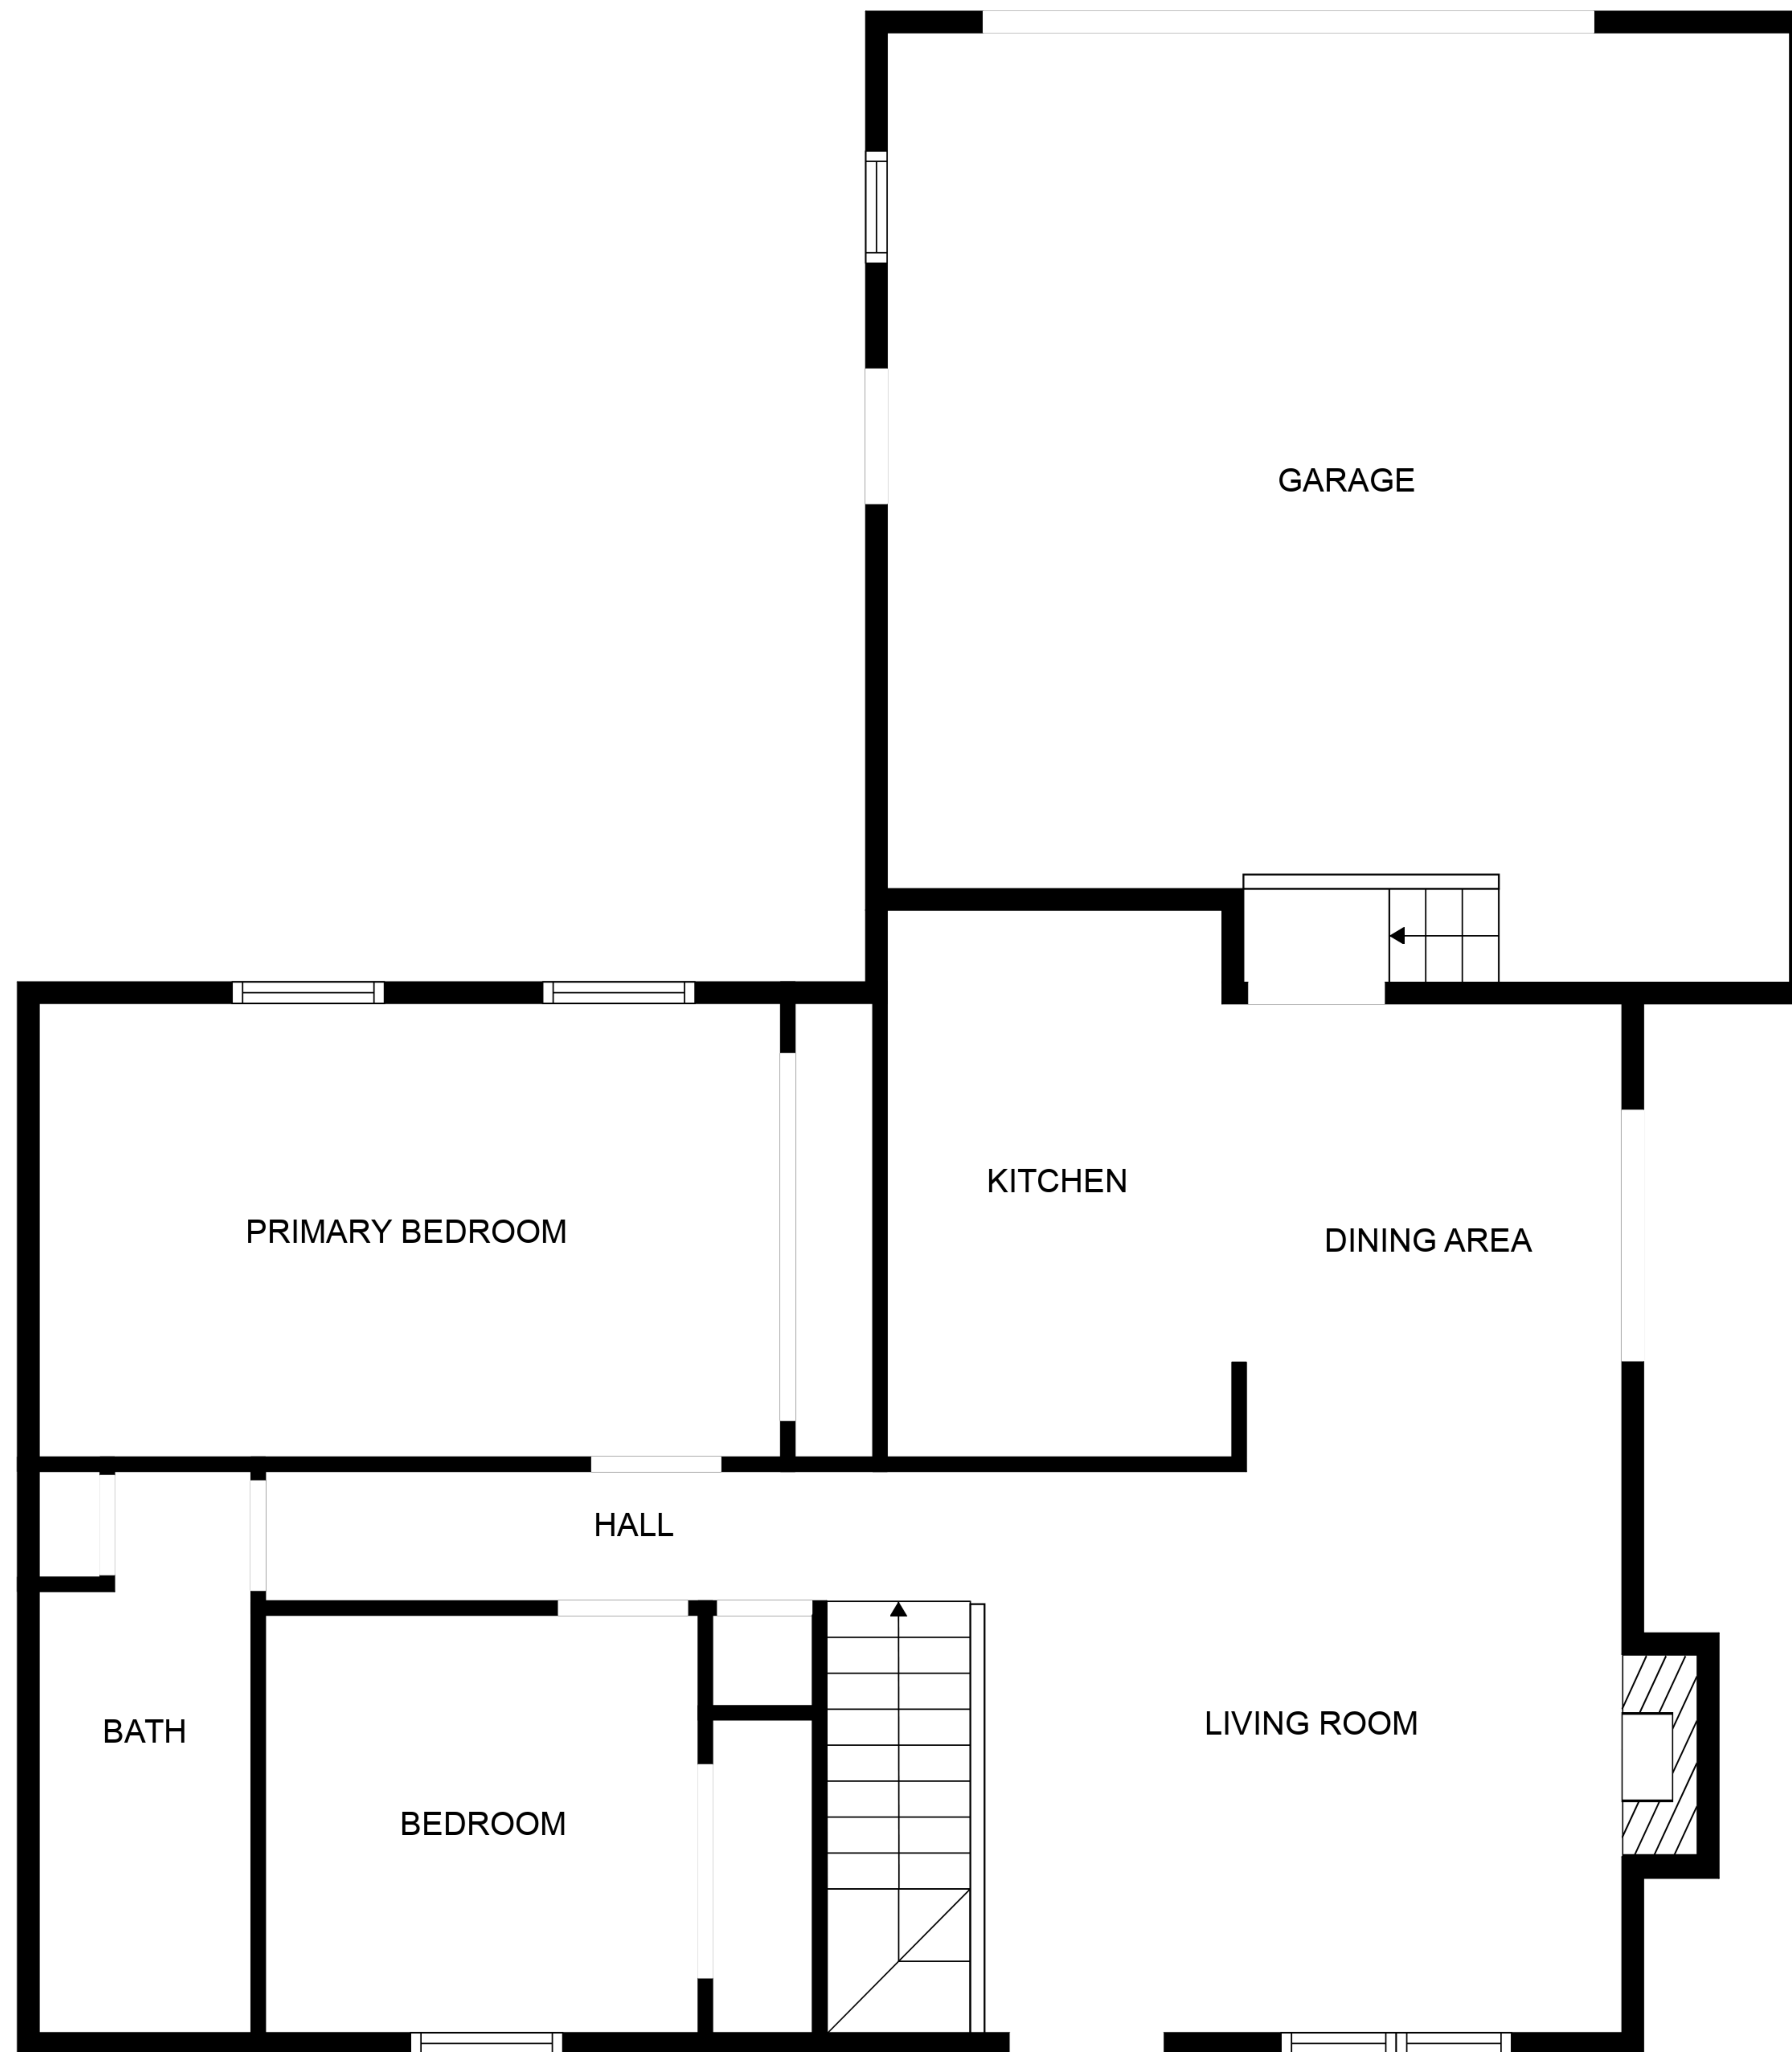 GARAGE
KITCHEN
PRIMARY BEDROOM
DINING AREA
HALL
LIVING ROOM
BATH
BEDROOM